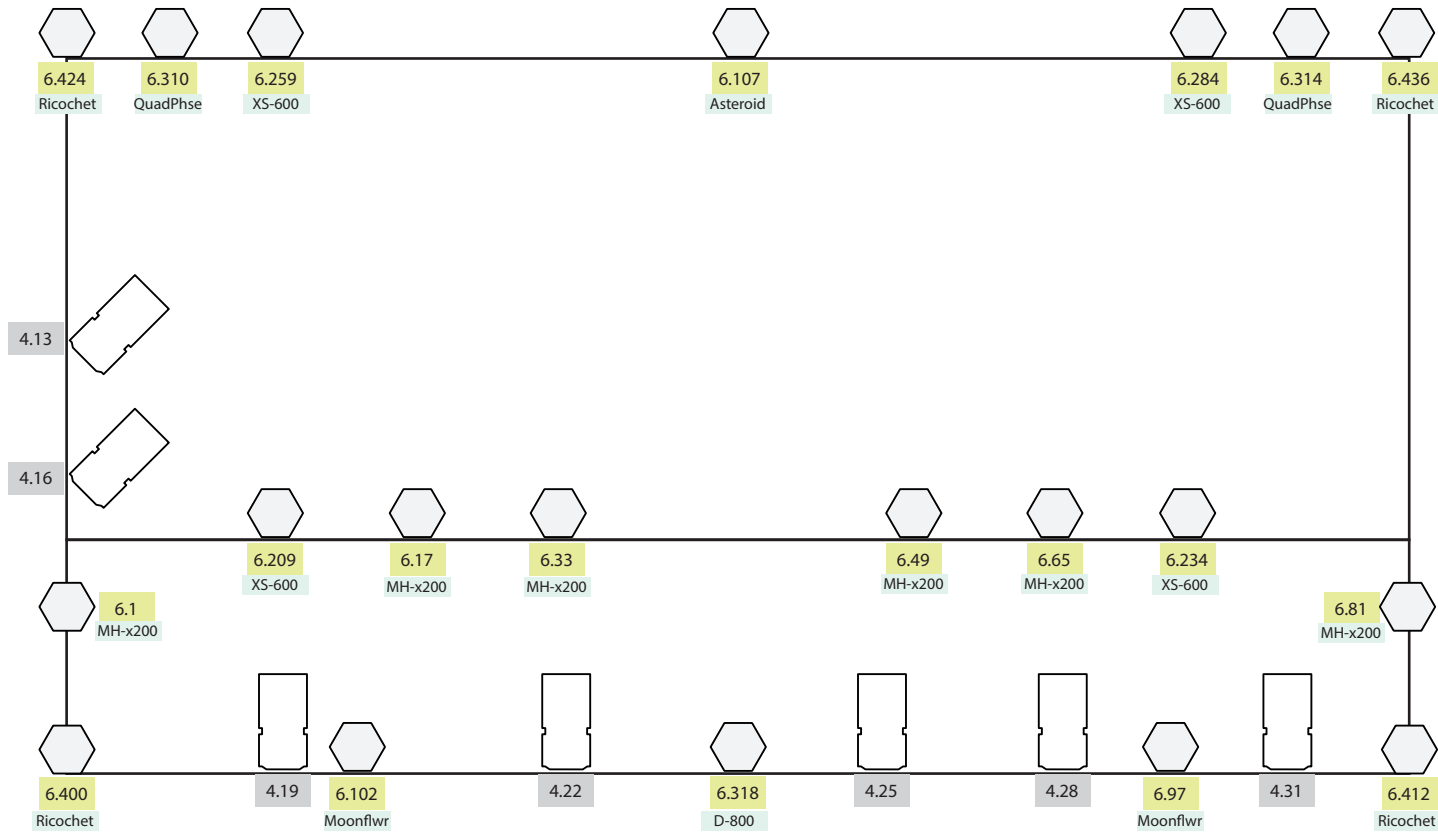 6.424
Ricochet
6.310
QuadPhse
6.259
XS-600
6.107
Asteroid
6.284
XS-600
6.314
QuadPhse
6.436
Ricochet
4.13
4.16
6.209
XS-600
6.17
MH-x200
6.33
MH-x200
6.49
MH-x200
6.65
MH-x200
6.234
XS-600
6.1
MH-x200
6.81
MH-x200
6.400
Ricochet
4.19
6.102
Moonflwr
4.22
6.318
D-800
4.25
4.28
6.97
Moonflwr
4.31
6.412
Ricochet